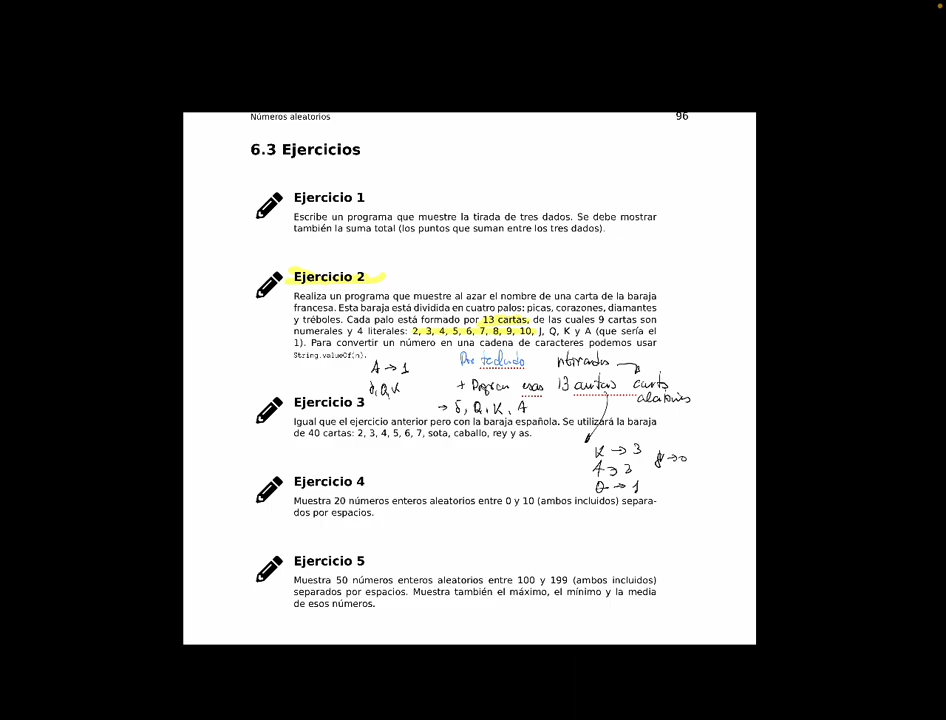 Números aleatorios 96
6.3 Ejercicios
Ejercicio 1
Escribe un programa que muestre la tirada de tres dados. Se debe mostrar
también la suma total (los puntos que suman entre los tres dados).
Ejercicio 2
Realiza un programa que muestre al azar el nombre de una carta de la baraja
francesa. Esta baraja está dividida en cuatro palos: picas, corazones, diamantes
y tréboles. Cada palo está formado por 13 cartas, de las cuales 9 cartas son
numerales y 4 literales: 2, 3, 4, 5, 6, 7, 8, 9, 10, J, Q, K y A (que sería el
1). Para convertir un número en una cadena de caracteres podemos usar
String.valueOf(n).
A → 1
Por teclado
, Q, K
+ 13 cartas
→ , Q, K, A
Ejercicio 3
Igual que el ejercicio anterior pero con la baraja española. Se utilizará la baraja
de 40 cartas: 2, 3, 4, 5, 6, 7, sota, caballo, rey y as.
K → 3
A → 2
Q → 1
Ejercicio 4
Muestra 20 números enteros aleatorios entre 0 y 10 (ambos incluidos) separa-
dos por espacios.
Ejercicio 5
Muestra 50 números enteros aleatorios entre 100 y 199 (ambos incluidos)
separados por espacios. Muestra también el máximo, el mínimo y la media
de esos números.